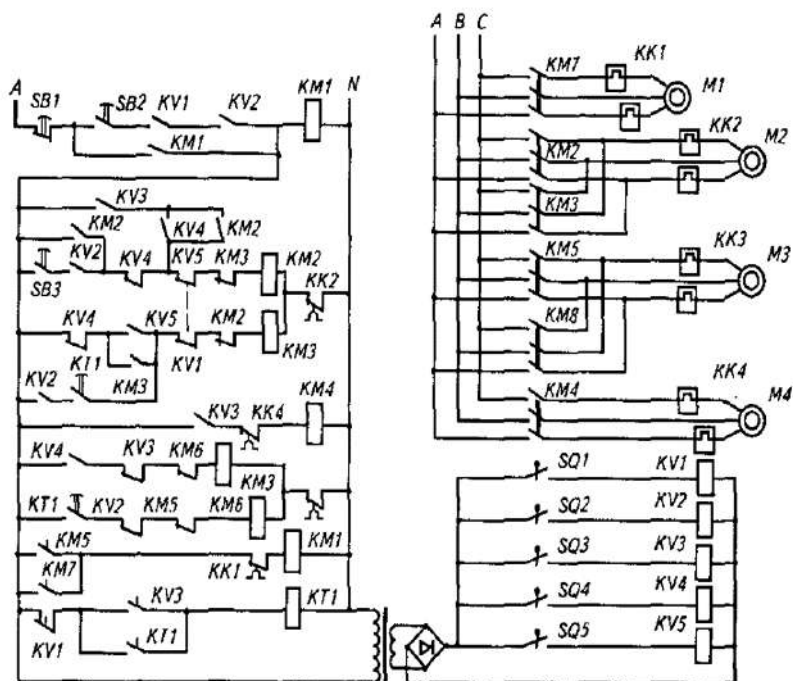 A B C
KM7 KK1
M1
A N
SB1 SB2 KV1 KV2 KM1
KM1
KM2 KK2 M2
KM3
KV3
KM2 KV4 KM2
KV2 KV4 KV5 KM3 KM2
SB3 KK2
KM5 KK3 M3
KV4 KV5 KM2
KT1 KM3 KV1 KM3
KM8
KV2
KV3 KK4 KM4
KM4 KK4 M4
KV4 KV3 KM6 KM3
KT1 KV2 KM5 KM6
KM5 KM1
KM7 KK1
KV3 KT1
KV1 KT1
SQ1 KV1
SQ2 KV2
SQ3 KV3
SQ4 KV4
SQ5 KV5